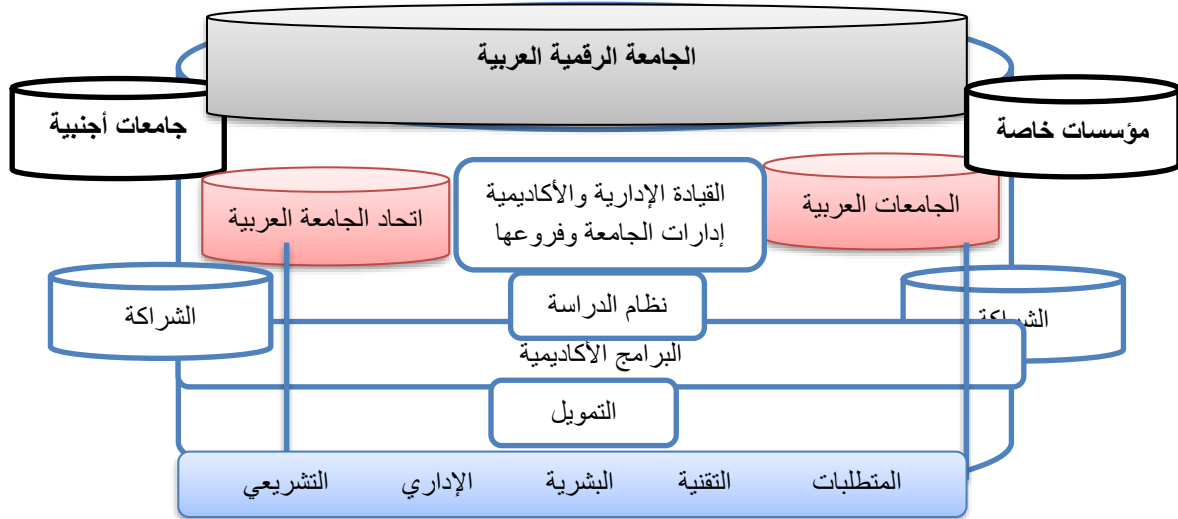 الجامعة الرقمية العربية
مؤسسات خاصة
جامعات أجنبية
القيادة الإدارية والأكاديمية
إدارات الجامعة وفروعها
الجامعات العربية
اتحاد الجامعة العربية
نظام الدراسة
الشراكة
الشراكة
البرامج الأكاديمية
التمويل
المتطلبات التقنية البشرية الإداري التشريعي